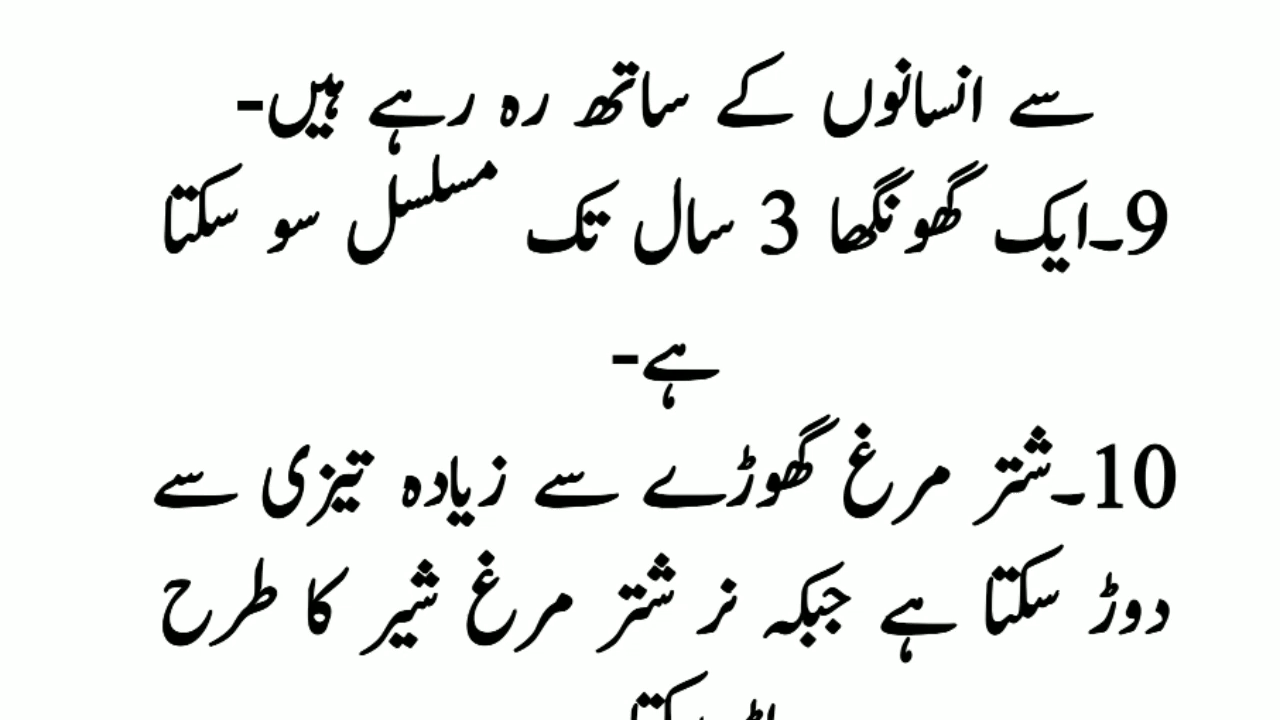 سے انسانوں کے ساتھ رہ رہے ہیں-
9۔ایک گھونگھا 3 سال تک مسلسل سو سکتا
ہے-
10۔شتر مرغ گھوڑے سے زیادہ تیزی سے
دوڑ سکتا ہے جبکہ نر شتر مرغ شیر کا طرح